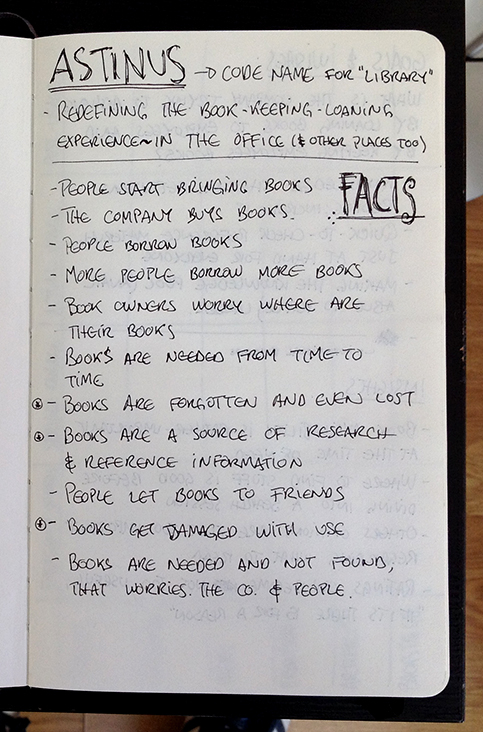 ASTINUS → CODE NAME FOR "LIBRARY"
- REDEFINING THE BOOK-KEEPING-LOANING
EXPERIENCE~IN THE OFFICE (& OTHER PLACES TOO)
FACTS
- PEOPLE START BRINGING BOOKS
- THE COMPANY BUYS BOOKS.
- PEOPLE BORROW BOOKS
- MORE PEOPLE BORROW MORE BOOKS
- BOOK OWNERS WORRY WHERE ARE
THEIR BOOKS
- BOOKS ARE NEEDED FROM TIME TO
TIME
- BOOKS ARE FORGOTTEN AND EVEN LOST
- BOOKS ARE A SOURCE OF RESEARCH
& REFERENCE INFORMATION
- PEOPLE LET BOOKS TO FRIENDS
- BOOKS GET DAMAGED WITH USE
- BOOKS ARE NEEDED AND NOT FOUND,
THAT WORRIES. THE CO. & PEOPLE.